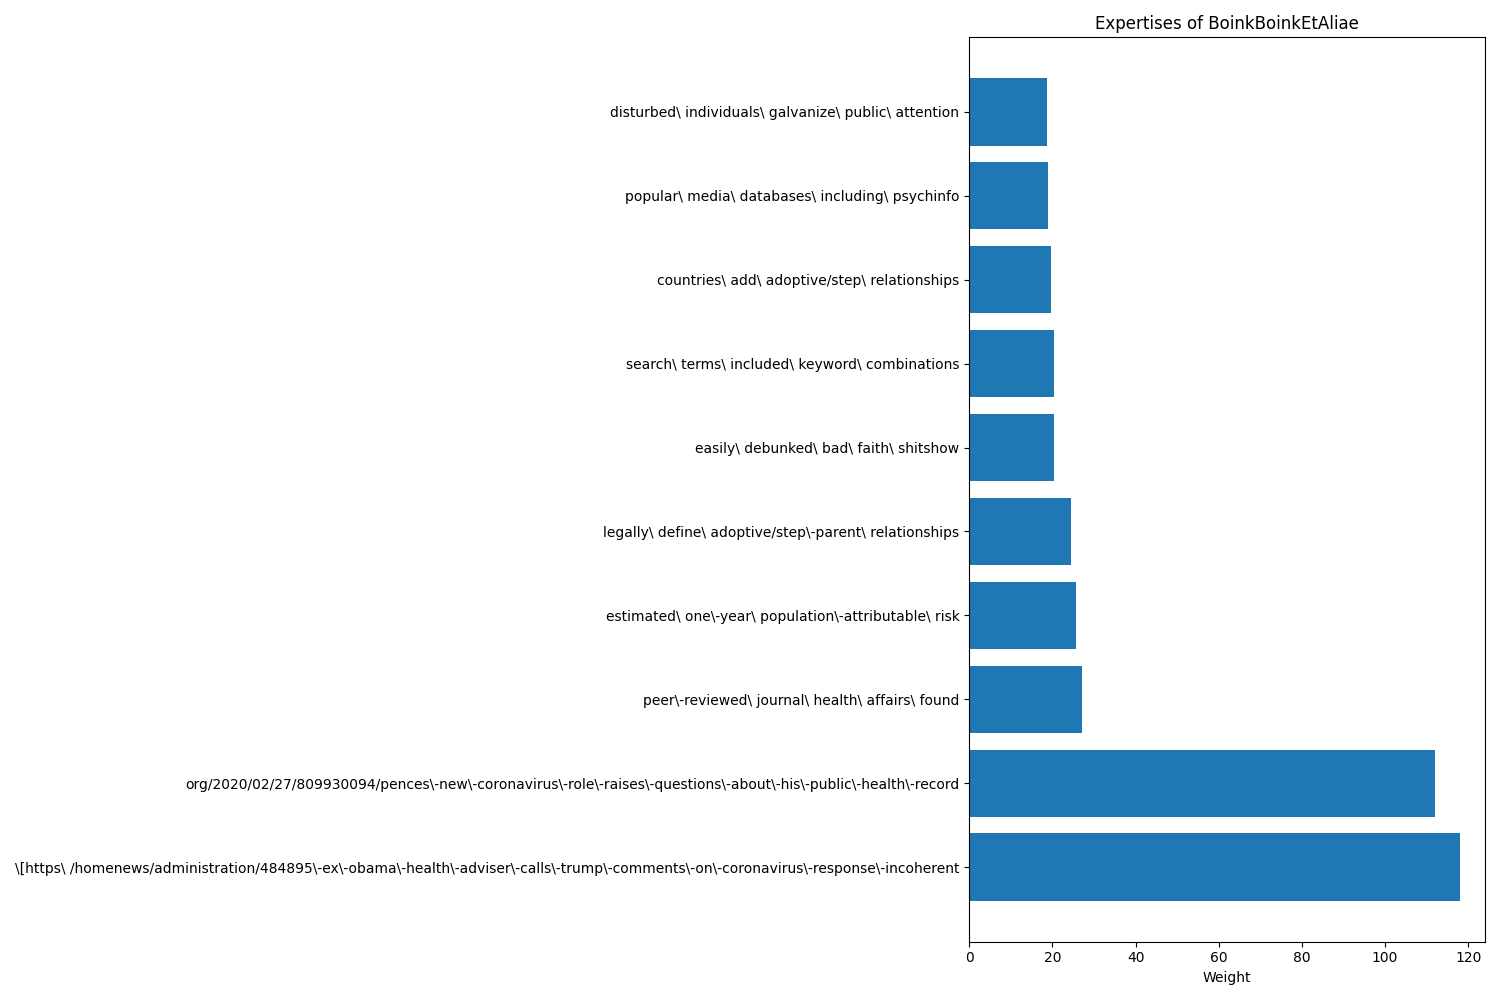 Expertises of BoinkBoinkEtAliae
disturbed\ individuals\ galvanize\ public\ attention
popular\ media\ databases\ including\ psychinfo
countries\ add\ adoptive/step\ relationships
search\ terms\ included\ keyword\ combinations
easily\ debunked\ bad\ faith\ shitshow
legally\ define\ adoptive/step\-parent\ relationships
estimated\ one\-year\ population\-attributable\ risk
peer\-reviewed\ journal\ health\ affairs\ found
org/2020/02/27/809930094/pences\-new\-coronavirus\-role\-raises\-questions\-about\-his\-public\-health\-record
\[https\ /homenews/administration/484895\-ex\-obama\-health\-adviser\-calls\-trump\-comments\-on\-coronavirus\-response\-incoherent
0 20 40 60 80 100 120
Weight